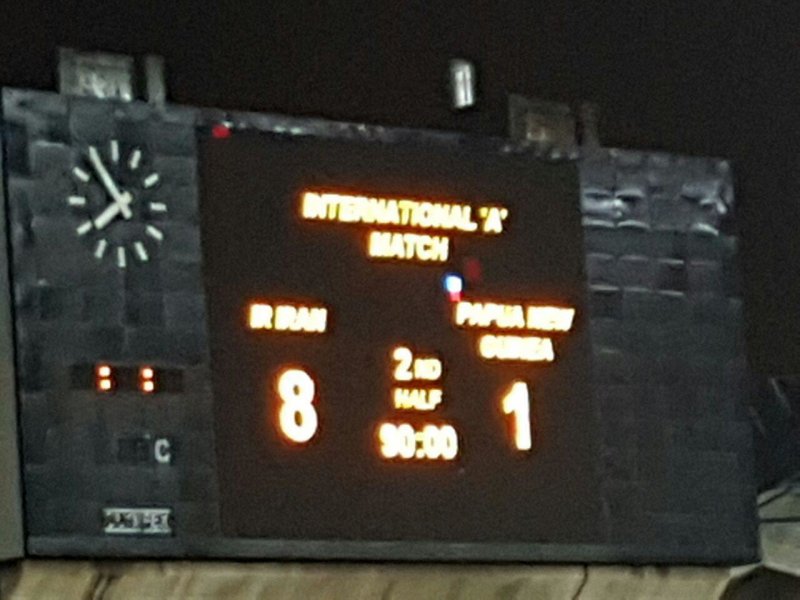 INTERNATIONAL 'A'
MATCH
IR IRAN
PAPUA NEW
GUINEA
8
2ND
HALF
90:00
1
C